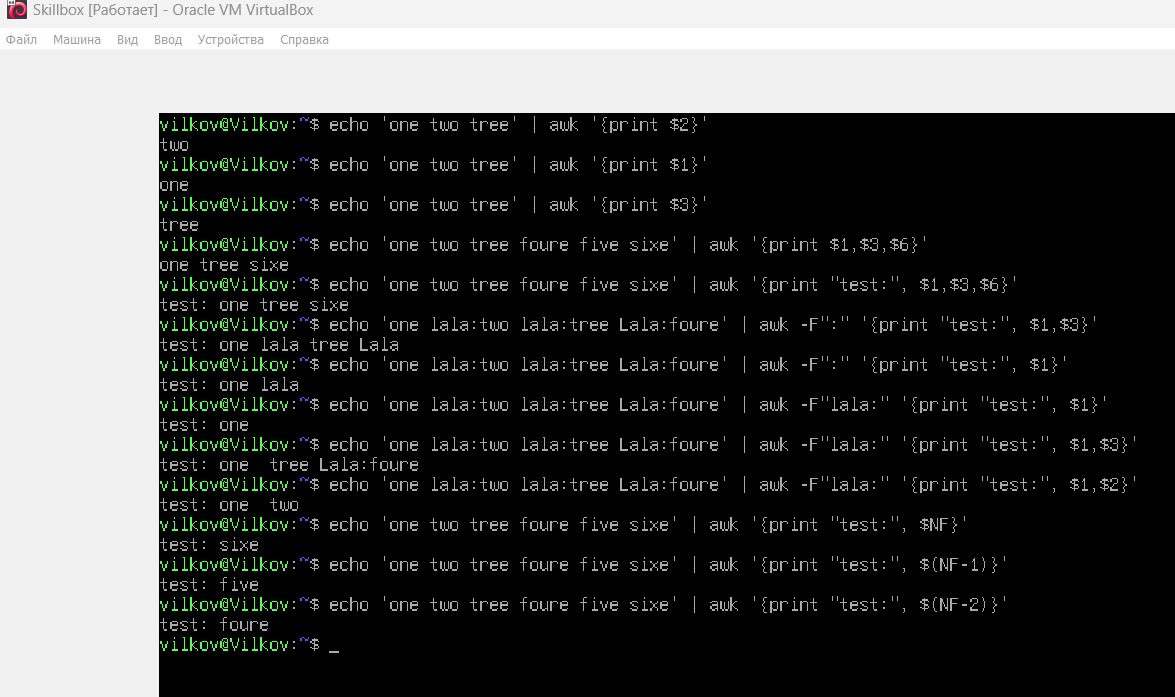 Skillbox [Работает] - Oracle VM VirtualBox
Файл Машина Вид Ввод Устройства Справка
vilkov@Vilkov:~$ echo 'one two tree' | awk '{print $2}'
two
vilkov@Vilkov:~$ echo 'one two tree' | awk '{print $1}'
one
vilkov@Vilkov:~$ echo 'one two tree' | awk '{print $3}'
tree
vilkov@Vilkov:~$ echo 'one two tree foure five sixe' | awk '{print $1,$3,$6}'
one tree sixe
vilkov@Vilkov:~$ echo 'one two tree foure five sixe' | awk '{print "test:", $1,$3,$6}'
test: one tree sixe
vilkov@Vilkov:~$ echo 'one lala:two lala:tree Lala:foure' | awk -F":" '{print "test:", $1,$3}'
test: one lala tree Lala
vilkov@Vilkov:~$ echo 'one lala:two lala:tree Lala:foure' | awk -F":" '{print "test:", $1}'
test: one lala
vilkov@Vilkov:~$ echo 'one lala:two lala:tree Lala:foure' | awk -F"lala:" '{print "test:", $1}'
test: one
vilkov@Vilkov:~$ echo 'one lala:two lala:tree Lala:foure' | awk -F"lala:" '{print "test:", $1,$3}'
test: one  tree Lala:foure
vilkov@Vilkov:~$ echo 'one lala:two lala:tree Lala:foure' | awk -F"lala:" '{print "test:", $1,$2}'
test: one  two
vilkov@Vilkov:~$ echo 'one two tree foure five sixe' | awk '{print "test:", $NF}'
test: sixe
vilkov@Vilkov:~$ echo 'one two tree foure five sixe' | awk '{print "test:", $(NF-1)}'
test: five
vilkov@Vilkov:~$ echo 'one two tree foure five sixe' | awk '{print "test:", $(NF-2)}'
test: foure
vilkov@Vilkov:~$ _